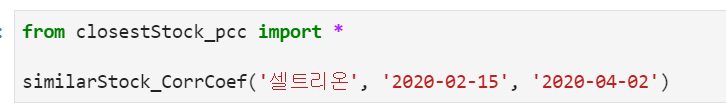 from closestStock_pcc import *
similarStock_CorrCoef('셀트리온', '2020-02-15', '2020-04-02')